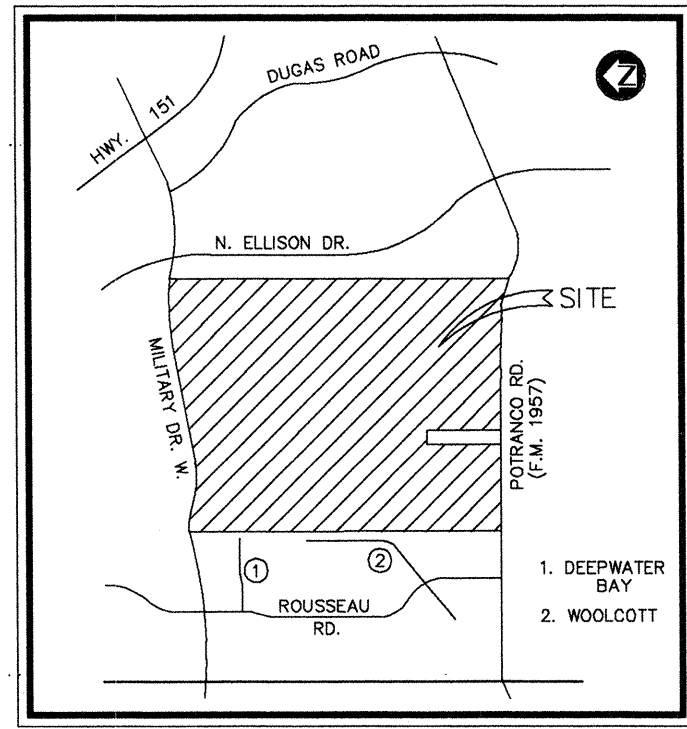 DUGAS ROAD
HWY. 151
N
N. ELLISON DR.
SITE
MILITARY DR. W.
POTRANCO RD.
(F.M. 1957)
1
2
ROUSSEAU
RD.
1. DEEPWATER
BAY
2. WOOLCOTT